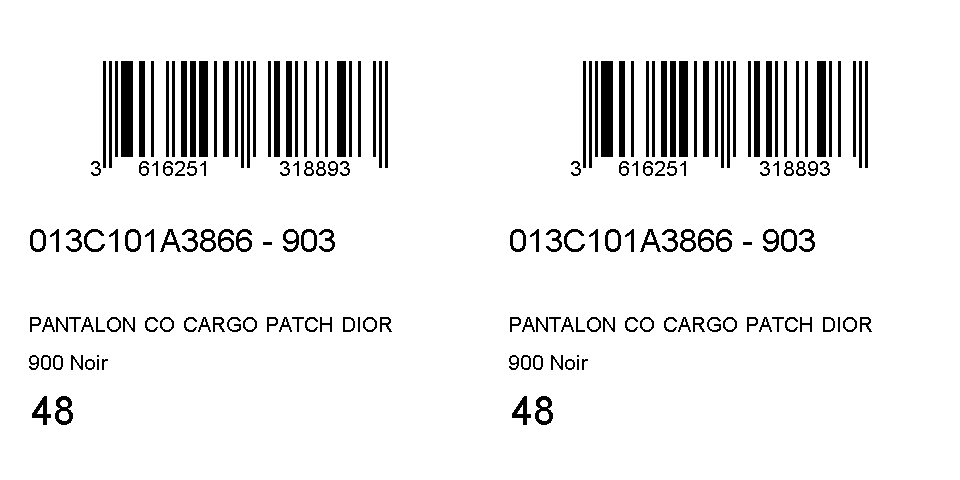 3 616251 318893
013C101A3866 - 903
PANTALON CO CARGO PATCH DIOR
900 Noir
48
3 616251 318893
013C101A3866 - 903
PANTALON CO CARGO PATCH DIOR
900 Noir
48